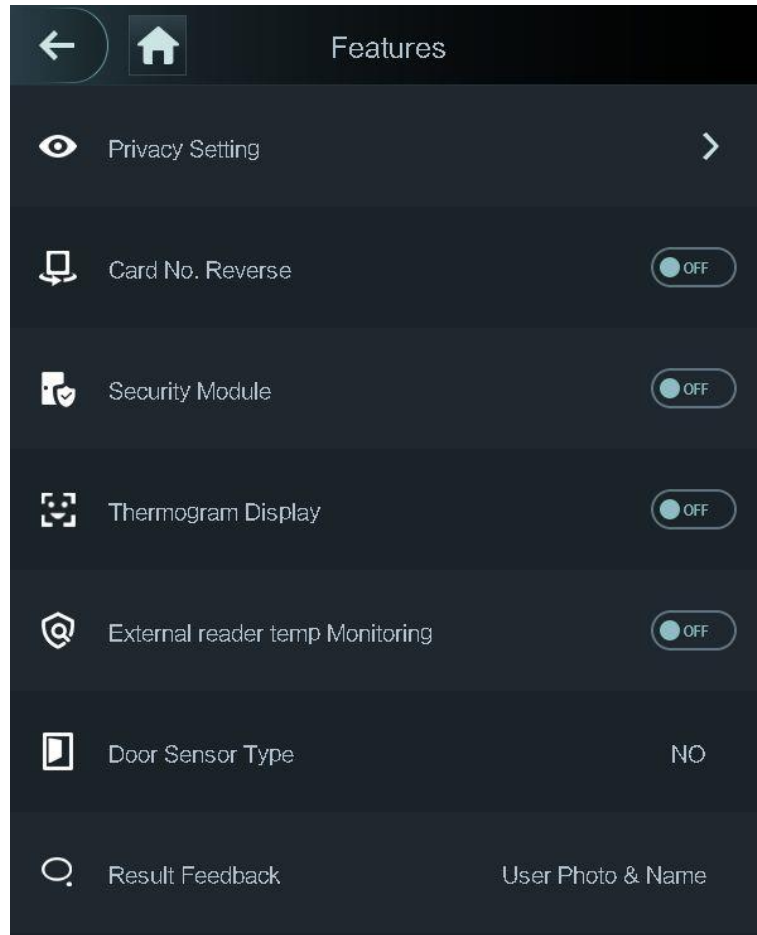 Features
Privacy Setting
Card No. Reverse OFF
Security Module OFF
Thermogram Display OFF
External reader temp Monitoring OFF
Door Sensor Type NO
Result Feedback User Photo & Name